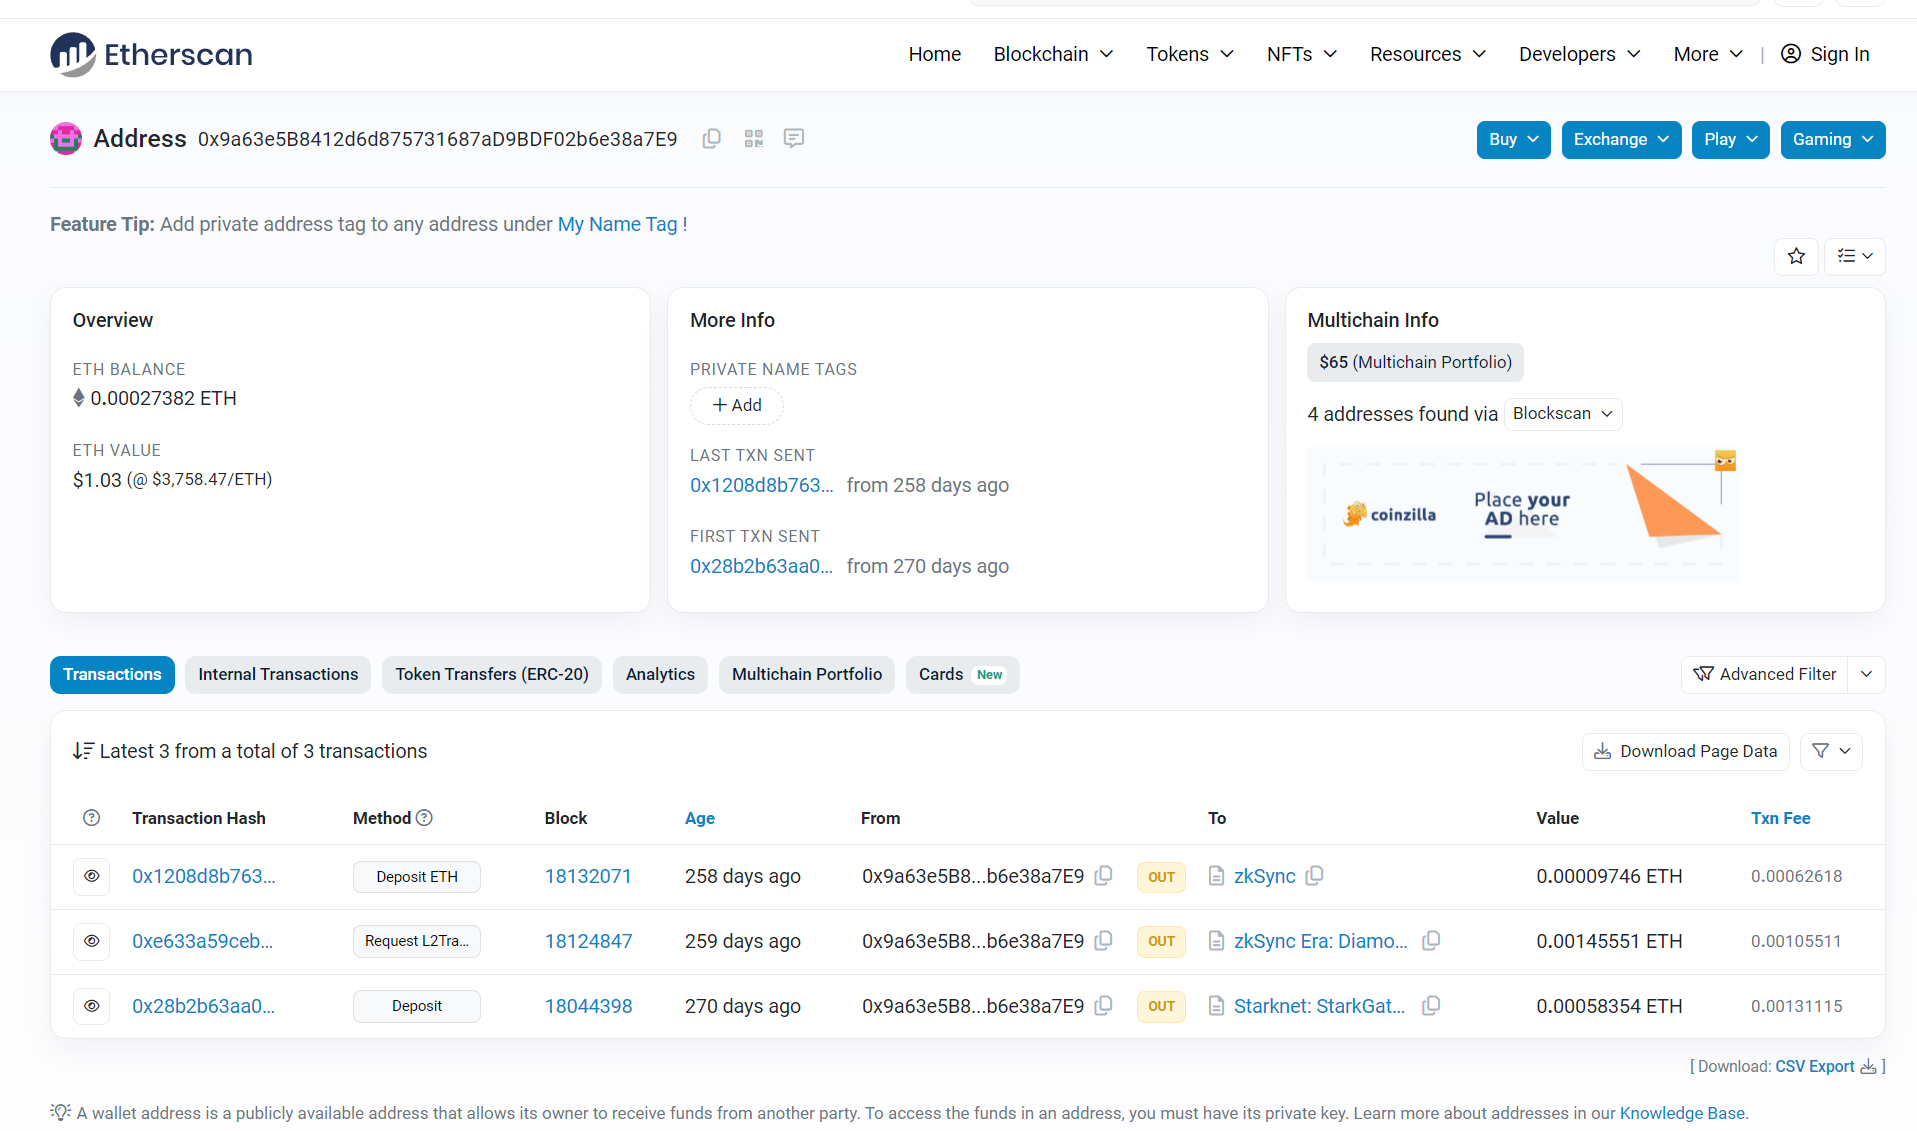 Etherscan
Home Blockchain Tokens NFTs Resources Developers More | Sign In
Address 0x9a63e5B8412d6d875731687aD9BDF02b6e38a7E9
Buy Exchange Play Gaming
Feature Tip: Add private address tag to any address under My Name Tag !
Overview
ETH BALANCE
0.00027382 ETH
ETH VALUE
$1.03 (@ $3,758.47/ETH)
More Info
PRIVATE NAME TAGS
+ Add
LAST TXN SENT
0x1208d8b763... from 258 days ago
FIRST TXN SENT
0x28b2b63aa0... from 270 days ago
Multichain Info
$65 (Multichain Portfolio)
4 addresses found via Blockscan
coinzilla
Place your
AD here
Transactions Internal Transactions Token Transfers (ERC-20) Analytics Multichain Portfolio Cards New
Advanced Filter
Latest 3 from a total of 3 transactions
Download Page Data
Transaction Hash Method Block Age From To Value Txn Fee
0x1208d8b763... Deposit ETH 18132071 258 days ago 0x9a63e5B8...b6e38a7E9 OUT zkSync 0.00009746 ETH 0.00062618
0xe633a59ceb... Request L2Tra... 18124847 259 days ago 0x9a63e5B8...b6e38a7E9 OUT zkSync Era: Diamo... 0.00145551 ETH 0.00105511
0x28b2b63aa0... Deposit 18044398 270 days ago 0x9a63e5B8...b6e38a7E9 OUT Starknet: StarkGat... 0.00058354 ETH 0.00131115
[ Download: CSV Export ]
A wallet address is a publicly available address that allows its owner to receive funds from another party. To access the funds in an address, you must have its private key. Learn more about addresses in our Knowledge Base.